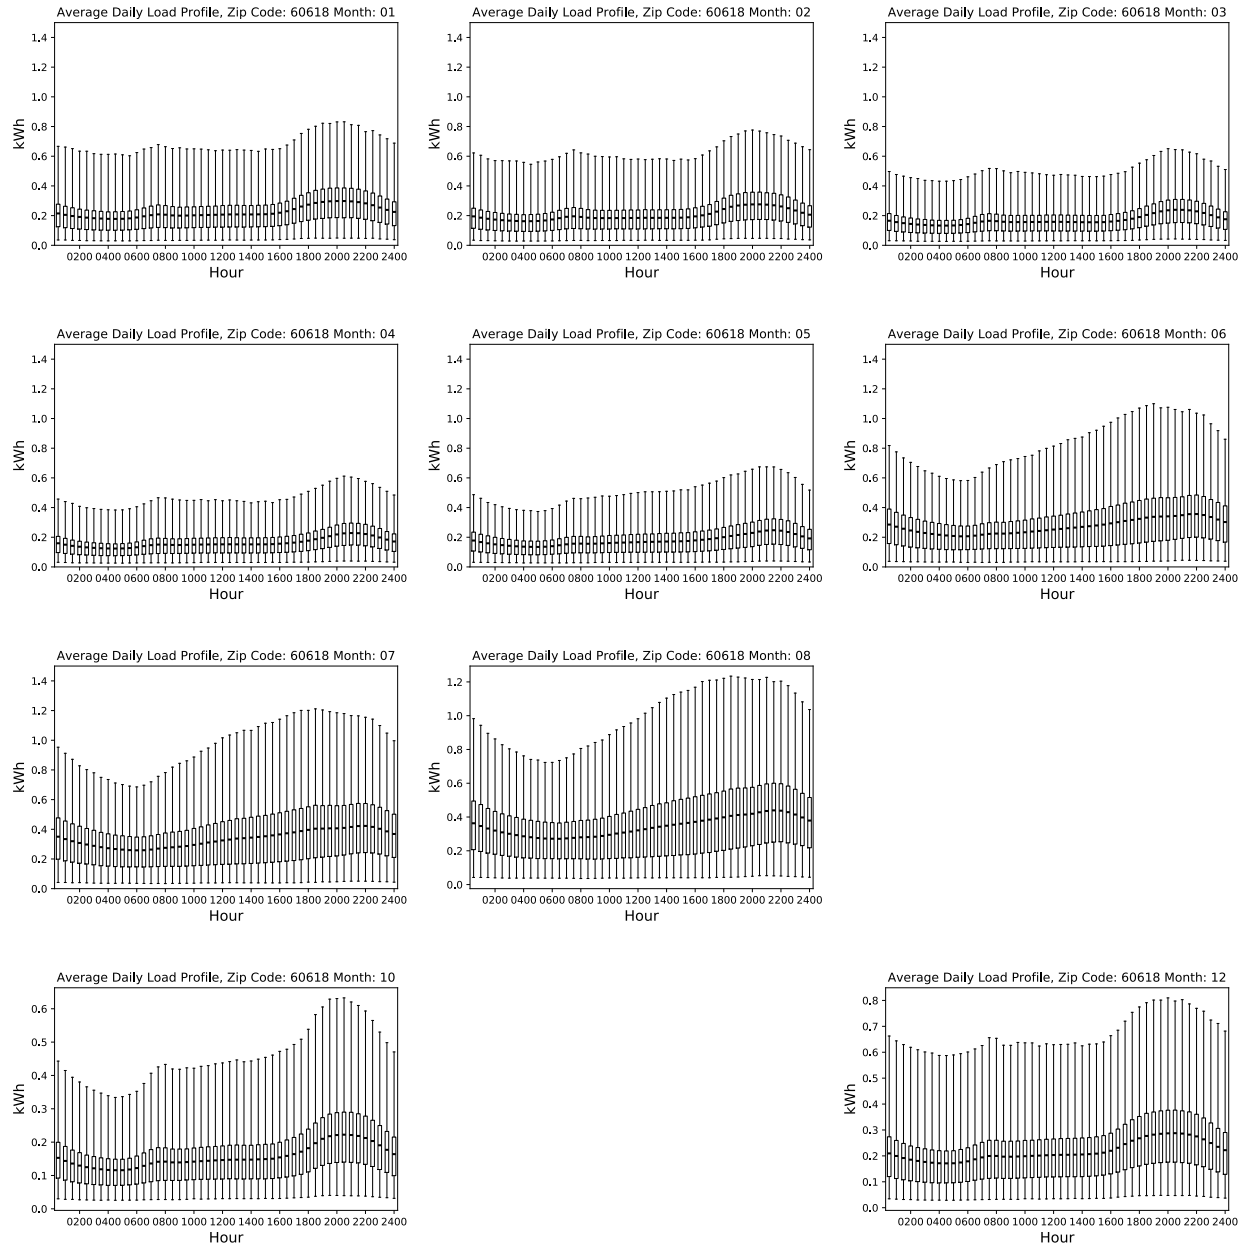 Average Daily Load Profile, Zip Code: 60618 Month: 01
1.4
1.2
1.0
0.8
0.6
0.4
0.2
0.0
kWh
0200 0400 0600 0800 1000 1200 1400 1600 1800 2000 2200 2400
Hour
Average Daily Load Profile, Zip Code: 60618 Month: 02
1.4
1.2
1.0
0.8
0.6
0.4
0.2
0.0
kWh
0200 0400 0600 0800 1000 1200 1400 1600 1800 2000 2200 2400
Hour
Average Daily Load Profile, Zip Code: 60618 Month: 03
1.4
1.2
1.0
0.8
0.6
0.4
0.2
0.0
kWh
0200 0400 0600 0800 1000 1200 1400 1600 1800 2000 2200 2400
Hour
Average Daily Load Profile, Zip Code: 60618 Month: 04
1.4
1.2
1.0
0.8
0.6
0.4
0.2
0.0
kWh
0200 0400 0600 0800 1000 1200 1400 1600 1800 2000 2200 2400
Hour
Average Daily Load Profile, Zip Code: 60618 Month: 05
1.4
1.2
1.0
0.8
0.6
0.4
0.2
0.0
kWh
0200 0400 0600 0800 1000 1200 1400 1600 1800 2000 2200 2400
Hour
Average Daily Load Profile, Zip Code: 60618 Month: 06
1.4
1.2
1.0
0.8
0.6
0.4
0.2
0.0
kWh
0200 0400 0600 0800 1000 1200 1400 1600 1800 2000 2200 2400
Hour
Average Daily Load Profile, Zip Code: 60618 Month: 07
1.4
1.2
1.0
0.8
0.6
0.4
0.2
0.0
kWh
0200 0400 0600 0800 1000 1200 1400 1600 1800 2000 2200 2400
Hour
Average Daily Load Profile, Zip Code: 60618 Month: 08
1.2
1.0
0.8
0.6
0.4
0.2
0.0
kWh
0200 0400 0600 0800 1000 1200 1400 1600 1800 2000 2200 2400
Hour
Average Daily Load Profile, Zip Code: 60618 Month: 10
0.6
0.5
0.4
0.3
0.2
0.1
0.0
kWh
0200 0400 0600 0800 1000 1200 1400 1600 1800 2000 2200 2400
Hour
Average Daily Load Profile, Zip Code: 60618 Month: 12
0.8
0.7
0.6
0.5
0.4
0.3
0.2
0.1
0.0
kWh
0200 0400 0600 0800 1000 1200 1400 1600 1800 2000 2200 2400
Hour